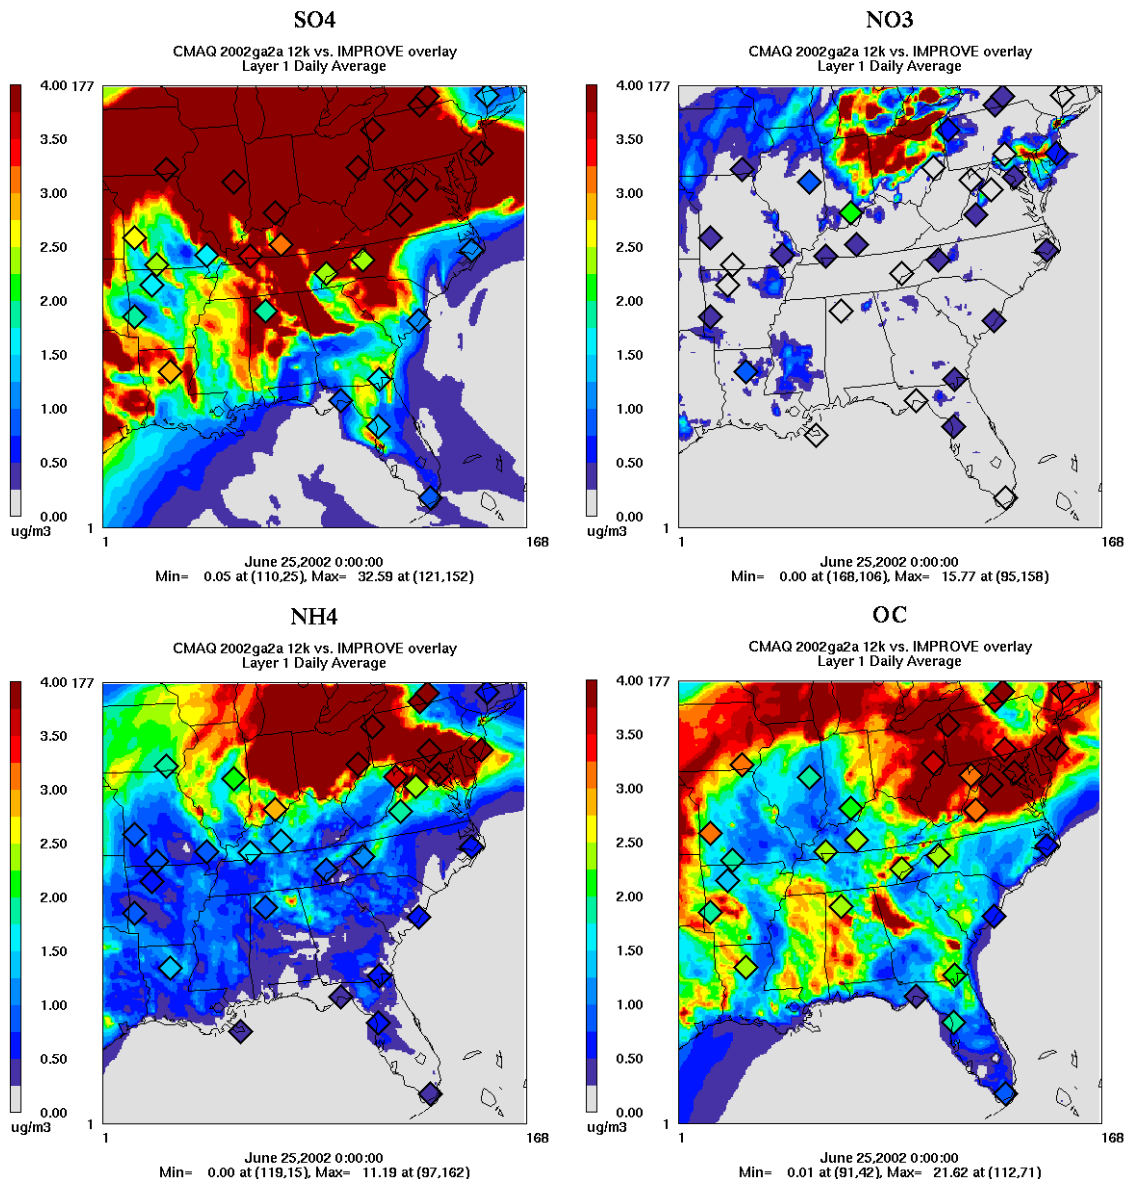 SO4
CMAQ 2002ga2a 12k vs. IMPROVE overlay
Layer 1 Daily Average
4.00 177
3.50
3.00
2.50
2.00
1.50
1.00
0.50
0.00
ug/m3
1
1 168
June 25,2002 0:00:00
Min= 0.05 at (110,25), Max= 32.59 at (121,152)
NO3
CMAQ 2002ga2a 12k vs. IMPROVE overlay
Layer 1 Daily Average
4.00 177
3.50
3.00
2.50
2.00
1.50
1.00
0.50
0.00
ug/m3
1
1 168
June 25,2002 0:00:00
Min= 0.00 at (168,106), Max= 15.77 at (95,158)
NH4
CMAQ 2002ga2a 12k vs. IMPROVE overlay
Layer 1 Daily Average
4.00 177
3.50
3.00
2.50
2.00
1.50
1.00
0.50
0.00
ug/m3
1
1 168
June 25,2002 0:00:00
Min= 0.00 at (119,15), Max= 11.19 at (97,162)
OC
CMAQ 2002ga2a 12k vs. IMPROVE overlay
Layer 1 Daily Average
4.00 177
3.50
3.00
2.50
2.00
1.50
1.00
0.50
0.00
ug/m3
1
1 168
June 25,2002 0:00:00
Min= 0.01 at (91,42), Max= 21.62 at (112,71)